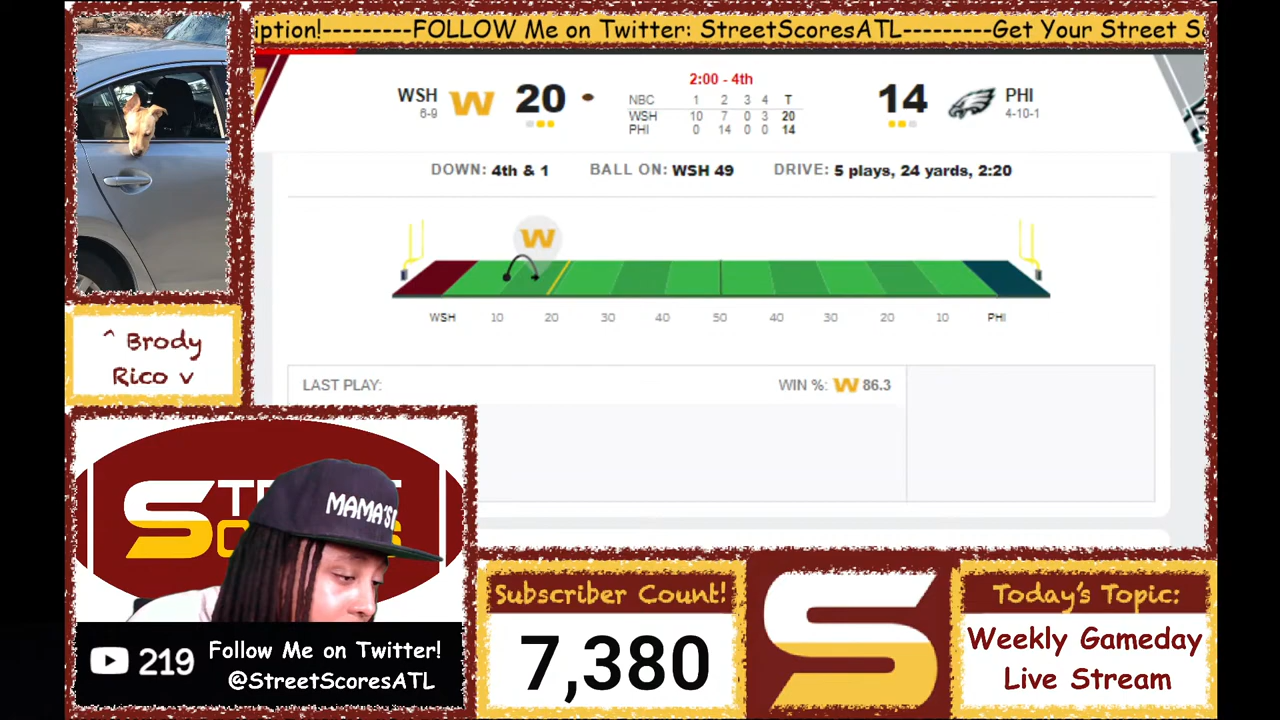 iption!---------FOLLOW Me on Twitter: StreetScoresATL---------Get Your Street S
WSH
6-9
W
20
2:00 - 4th
NBC 1 2 3 4 T
WSH 10 7 0 3 20
PHI 0 14 0 0 14
14
PHI
4-10-1
DOWN: 4th & 1 BALL ON: WSH 49 DRIVE: 5 plays, 24 yards, 2:20
W
WSH 10 20 30 40 50 40 30 20 10 PHI
LAST PLAY: WIN %: W 86.3
^ Brody
Rico v
MAMA'S
219
Follow Me on Twitter!
@StreetScoresATL
Subscriber Count!
7,380
S
Today's Topic:
Weekly Gameday
Live Stream